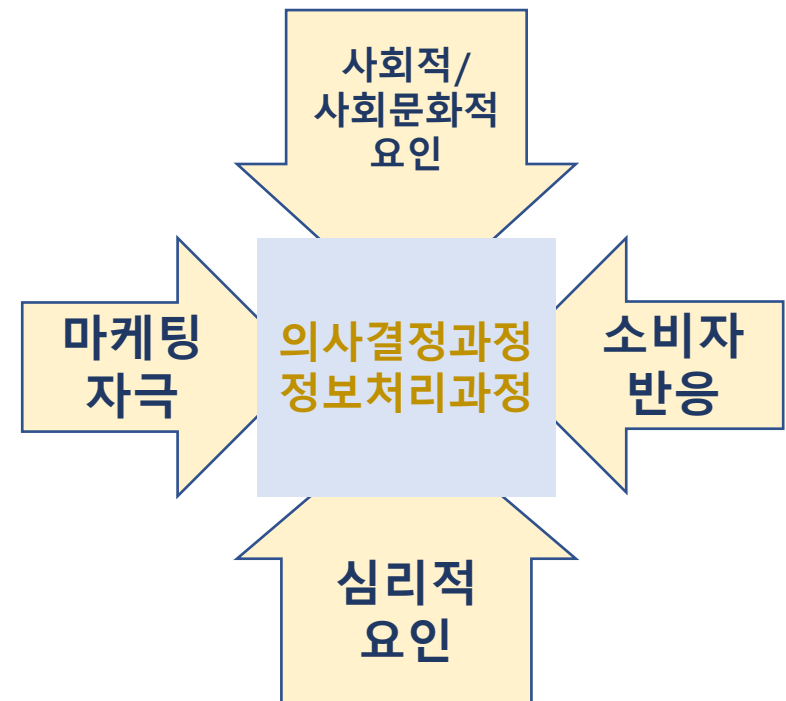 사회적/
사회문화적
요인
마케팅
자극
의사결정과정
정보처리과정
소비자
반응
심리적
요인